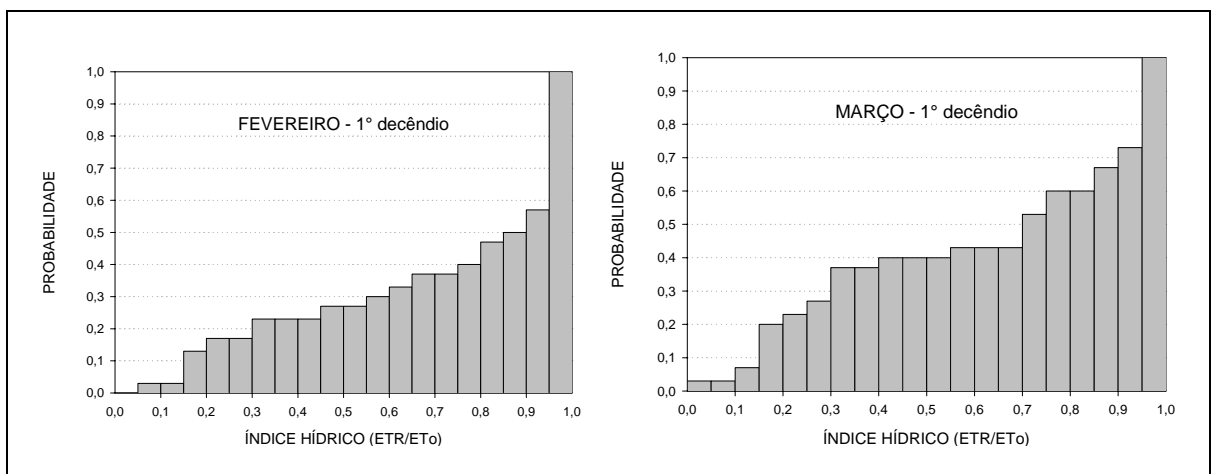 FEVEREIRO - 1° decêndio
PROBABILIDADE
1,0
0,9
0,8
0,7
0,6
0,5
0,4
0,3
0,2
0,1
0,0
0,0 0,1 0,2 0,3 0,4 0,5 0,6 0,7 0,8 0,9 1,0
ÍNDICE HÍDRICO (ETR/ETo)
MARÇO - 1° decêndio
PROBABILIDADE
1,0
0,9
0,8
0,7
0,6
0,5
0,4
0,3
0,2
0,1
0,0
0,0 0,1 0,2 0,3 0,4 0,5 0,6 0,7 0,8 0,9 1,0
ÍNDICE HÍDRICO (ETR/ETo)